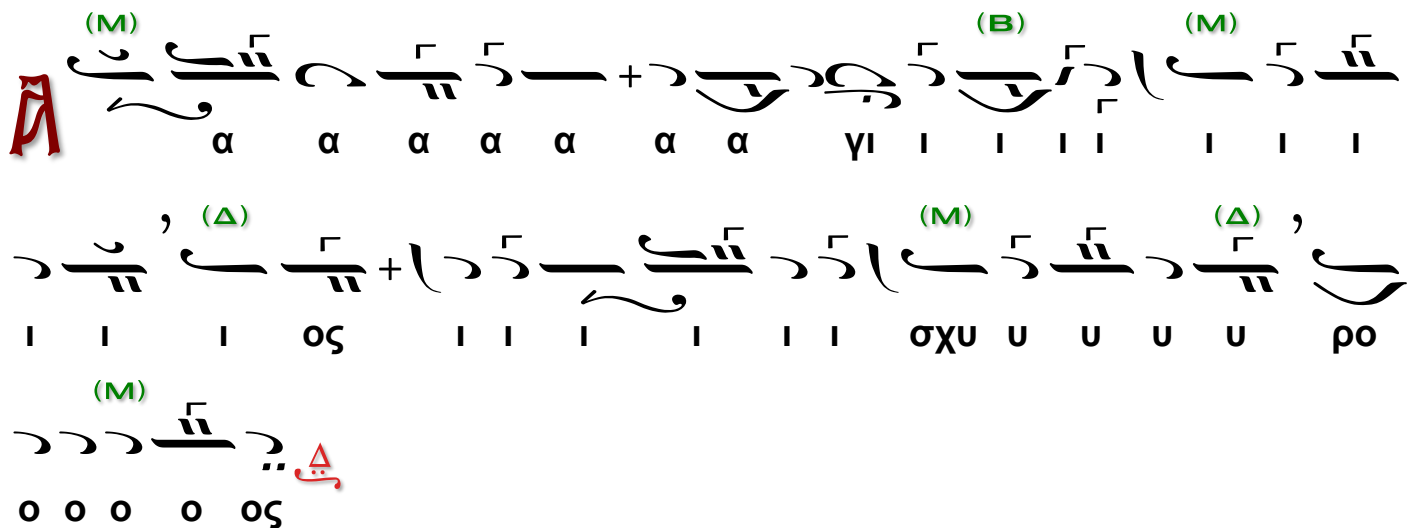 (Μ) (Β) (Μ)
Α α α α α α α α γι ι ι ι ι ι ι ι
(Δ) (Μ) (Δ)
ι ι ι ος ι ι ι ι ι ι σχυ υ υ υ υ ρο
(Μ)
Δ
ο ο ο ο ος